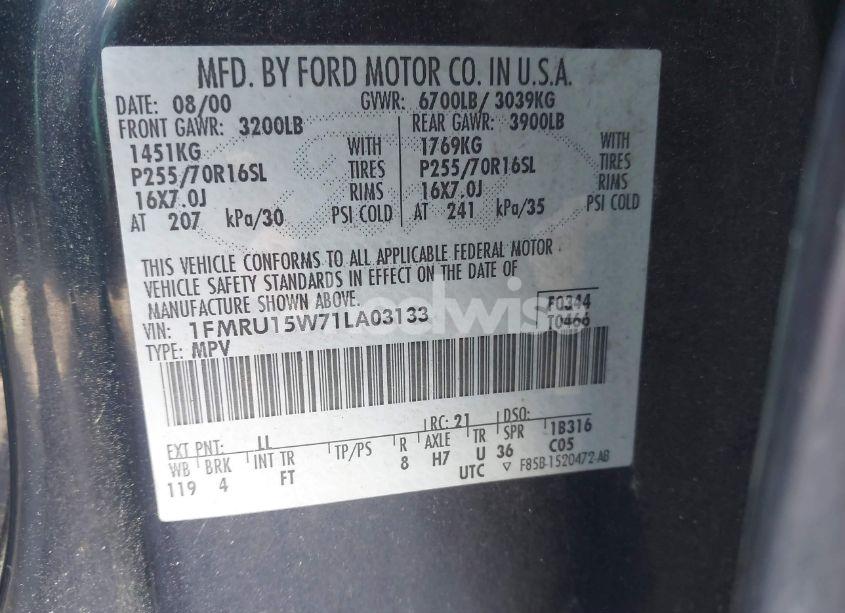 MFD. BY FORD MOTOR CO. IN U.S.A.
DATE: 08/00 GVWR: 6700LB/ 3039KG
FRONT GAWR: 3200LB REAR GAWR: 3900LB
1451KG WITH 1769KG WITH
P255/70R16SL TIRES P255/70R16SL TIRES
16X7.0J RIMS 16X7.0J RIMS
AT 207 kPa/30 PSI COLD AT 241 kPa/35 PSI COLD
THIS VEHICLE CONFORMS TO ALL APPLICABLE FEDERAL MOTOR
VEHICLE SAFETY STANDARDS IN EFFECT ON THE DATE OF
MANUFACTURE SHOWN ABOVE.
F0344
VIN: 1FMRU15W71LA03133 T0466
TYPE: MPV
EXT PNT: LL RC: 21 DSO:
WB BRK INT TR TP/PS R AXLE TR SPR 1B316
119 4 FT 8 H7 U 36 C05
UTC ▽ F85B-1520472-AB